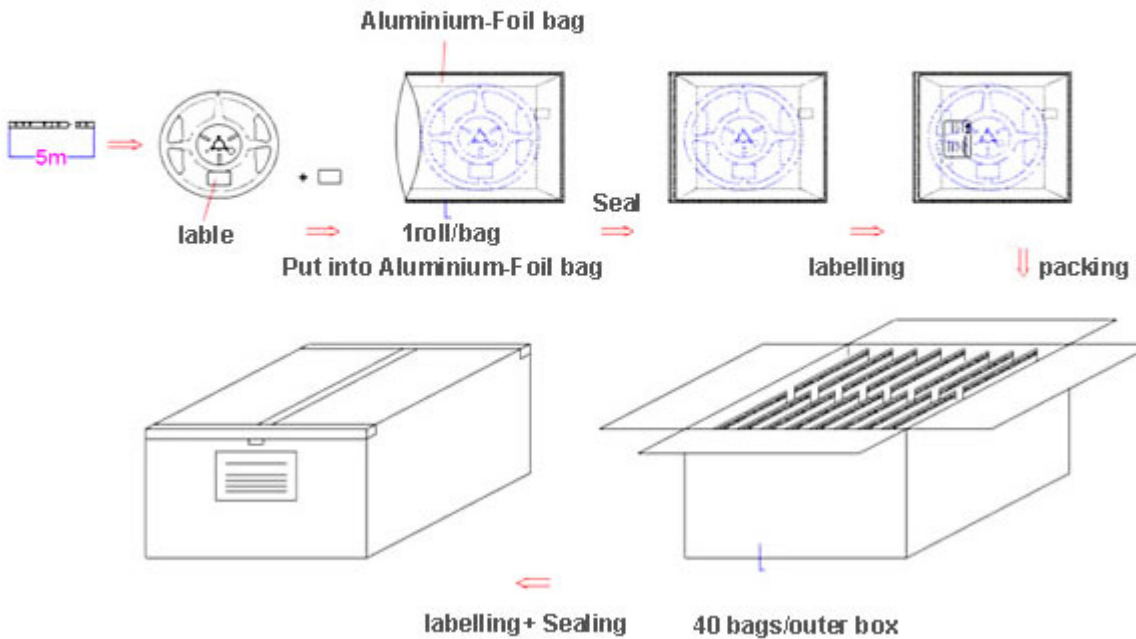 Aluminium-Foil bag
5m
lable
+
1roll/bag
Put into Aluminium-Foil bag
Seal
labelling
packing
labelling+ Sealing
40 bags/outer box